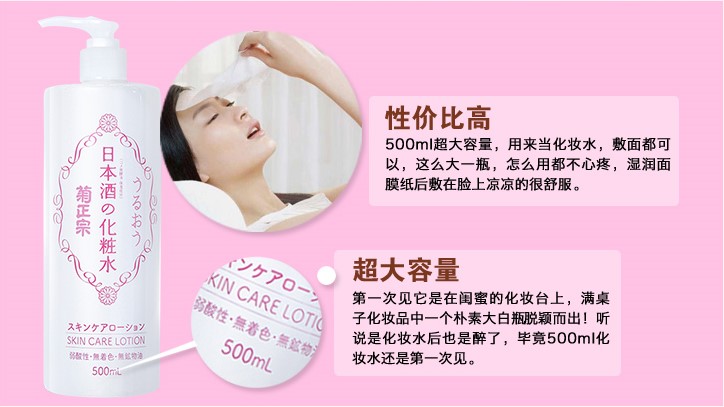 うるおう
日本酒の化粧水
菊正宗
スキンケアローション
SKIN CARE LOTION
弱酸性・無着色・無鉱物油
500mL
性价比高
500ml超大容量，用来当化妆水，敷面都可
以，这么大一瓶，怎么用都不心疼，湿润面
膜纸后敷在脸上凉凉的很舒服。
ンケアローシ
SKIN CARE LOTIO
弱酸性・無着色・無鉱物
500mL
超大容量
第一次见它是在闺蜜的化妆台上，满桌
子化妆品中一个朴素大白瓶脱颖而出！听
说是化妆水后也是醉了，毕竟500ml化
妆水还是第一次见。